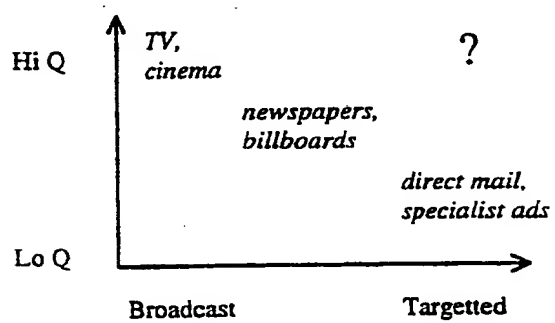 Hi Q
TV,
cinema
?
newspapers,
billboards
direct mail,
specialist ads
Lo Q
Broadcast
Targetted